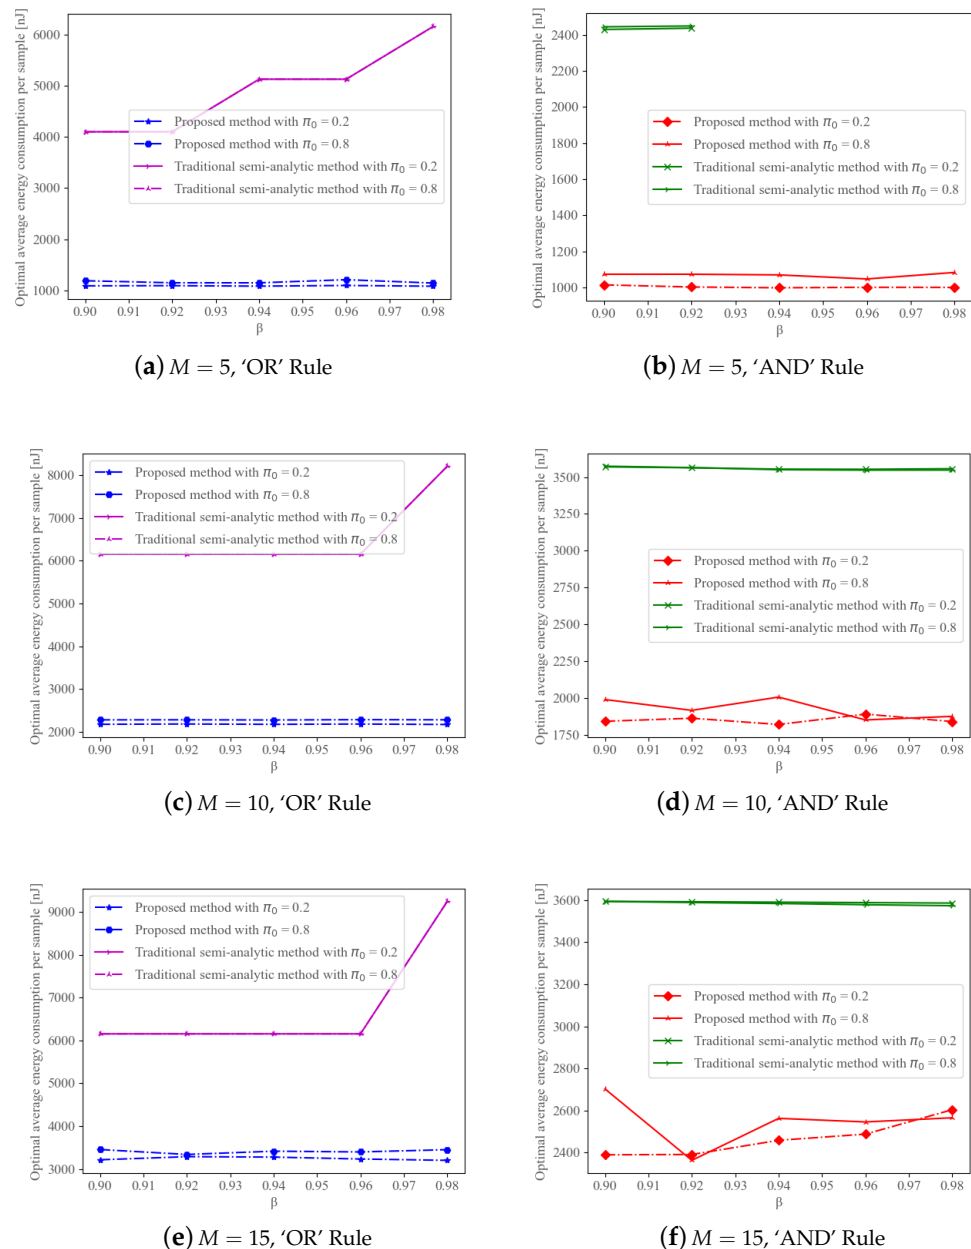 Optimal average energy consumption per sample [nJ]
6000
5000
4000
3000
2000
1000
Proposed method with π0 = 0.2
Proposed method with π0 = 0.8
Traditional semi-analytic method with π0 = 0.2
Traditional semi-analytic method with π0 = 0.8
0.90 0.91 0.92 0.93 0.94 0.95 0.96 0.97 0.98
β
(a) M = 5, ‘OR’ Rule
Optimal average energy consumption per sample [nJ]
2400
2200
2000
1800
1600
1400
1200
1000
Proposed method with π0 = 0.2
Proposed method with π0 = 0.8
Traditional semi-analytic method with π0 = 0.2
Traditional semi-analytic method with π0 = 0.8
0.90 0.91 0.92 0.93 0.94 0.95 0.96 0.97 0.98
β
(b) M = 5, ‘AND’ Rule
Optimal average energy consumption per sample [nJ]
8000
7000
6000
5000
4000
3000
2000
Proposed method with π0 = 0.2
Proposed method with π0 = 0.8
Traditional semi-analytic method with π0 = 0.2
Traditional semi-analytic method with π0 = 0.8
0.90 0.91 0.92 0.93 0.94 0.95 0.96 0.97 0.98
β
(c) M = 10, ‘OR’ Rule
Optimal average energy consumption per sample [nJ]
3500
3250
3000
2750
2500
2250
2000
1750
Proposed method with π0 = 0.2
Proposed method with π0 = 0.8
Traditional semi-analytic method with π0 = 0.2
Traditional semi-analytic method with π0 = 0.8
0.90 0.91 0.92 0.93 0.94 0.95 0.96 0.97 0.98
β
(d) M = 10, ‘AND’ Rule
Optimal average energy consumption per sample [nJ]
9000
8000
7000
6000
5000
4000
3000
Proposed method with π0 = 0.2
Proposed method with π0 = 0.8
Traditional semi-analytic method with π0 = 0.2
Traditional semi-analytic method with π0 = 0.8
0.90 0.91 0.92 0.93 0.94 0.95 0.96 0.97 0.98
β
(e) M = 15, ‘OR’ Rule
Optimal average energy consumption per sample [nJ]
3600
3400
3200
3000
2800
2600
2400
Proposed method with π0 = 0.2
Proposed method with π0 = 0.8
Traditional semi-analytic method with π0 = 0.2
Traditional semi-analytic method with π0 = 0.8
0.90 0.91 0.92 0.93 0.94 0.95 0.96 0.97 0.98
β
(f) M = 15, ‘AND’ Rule